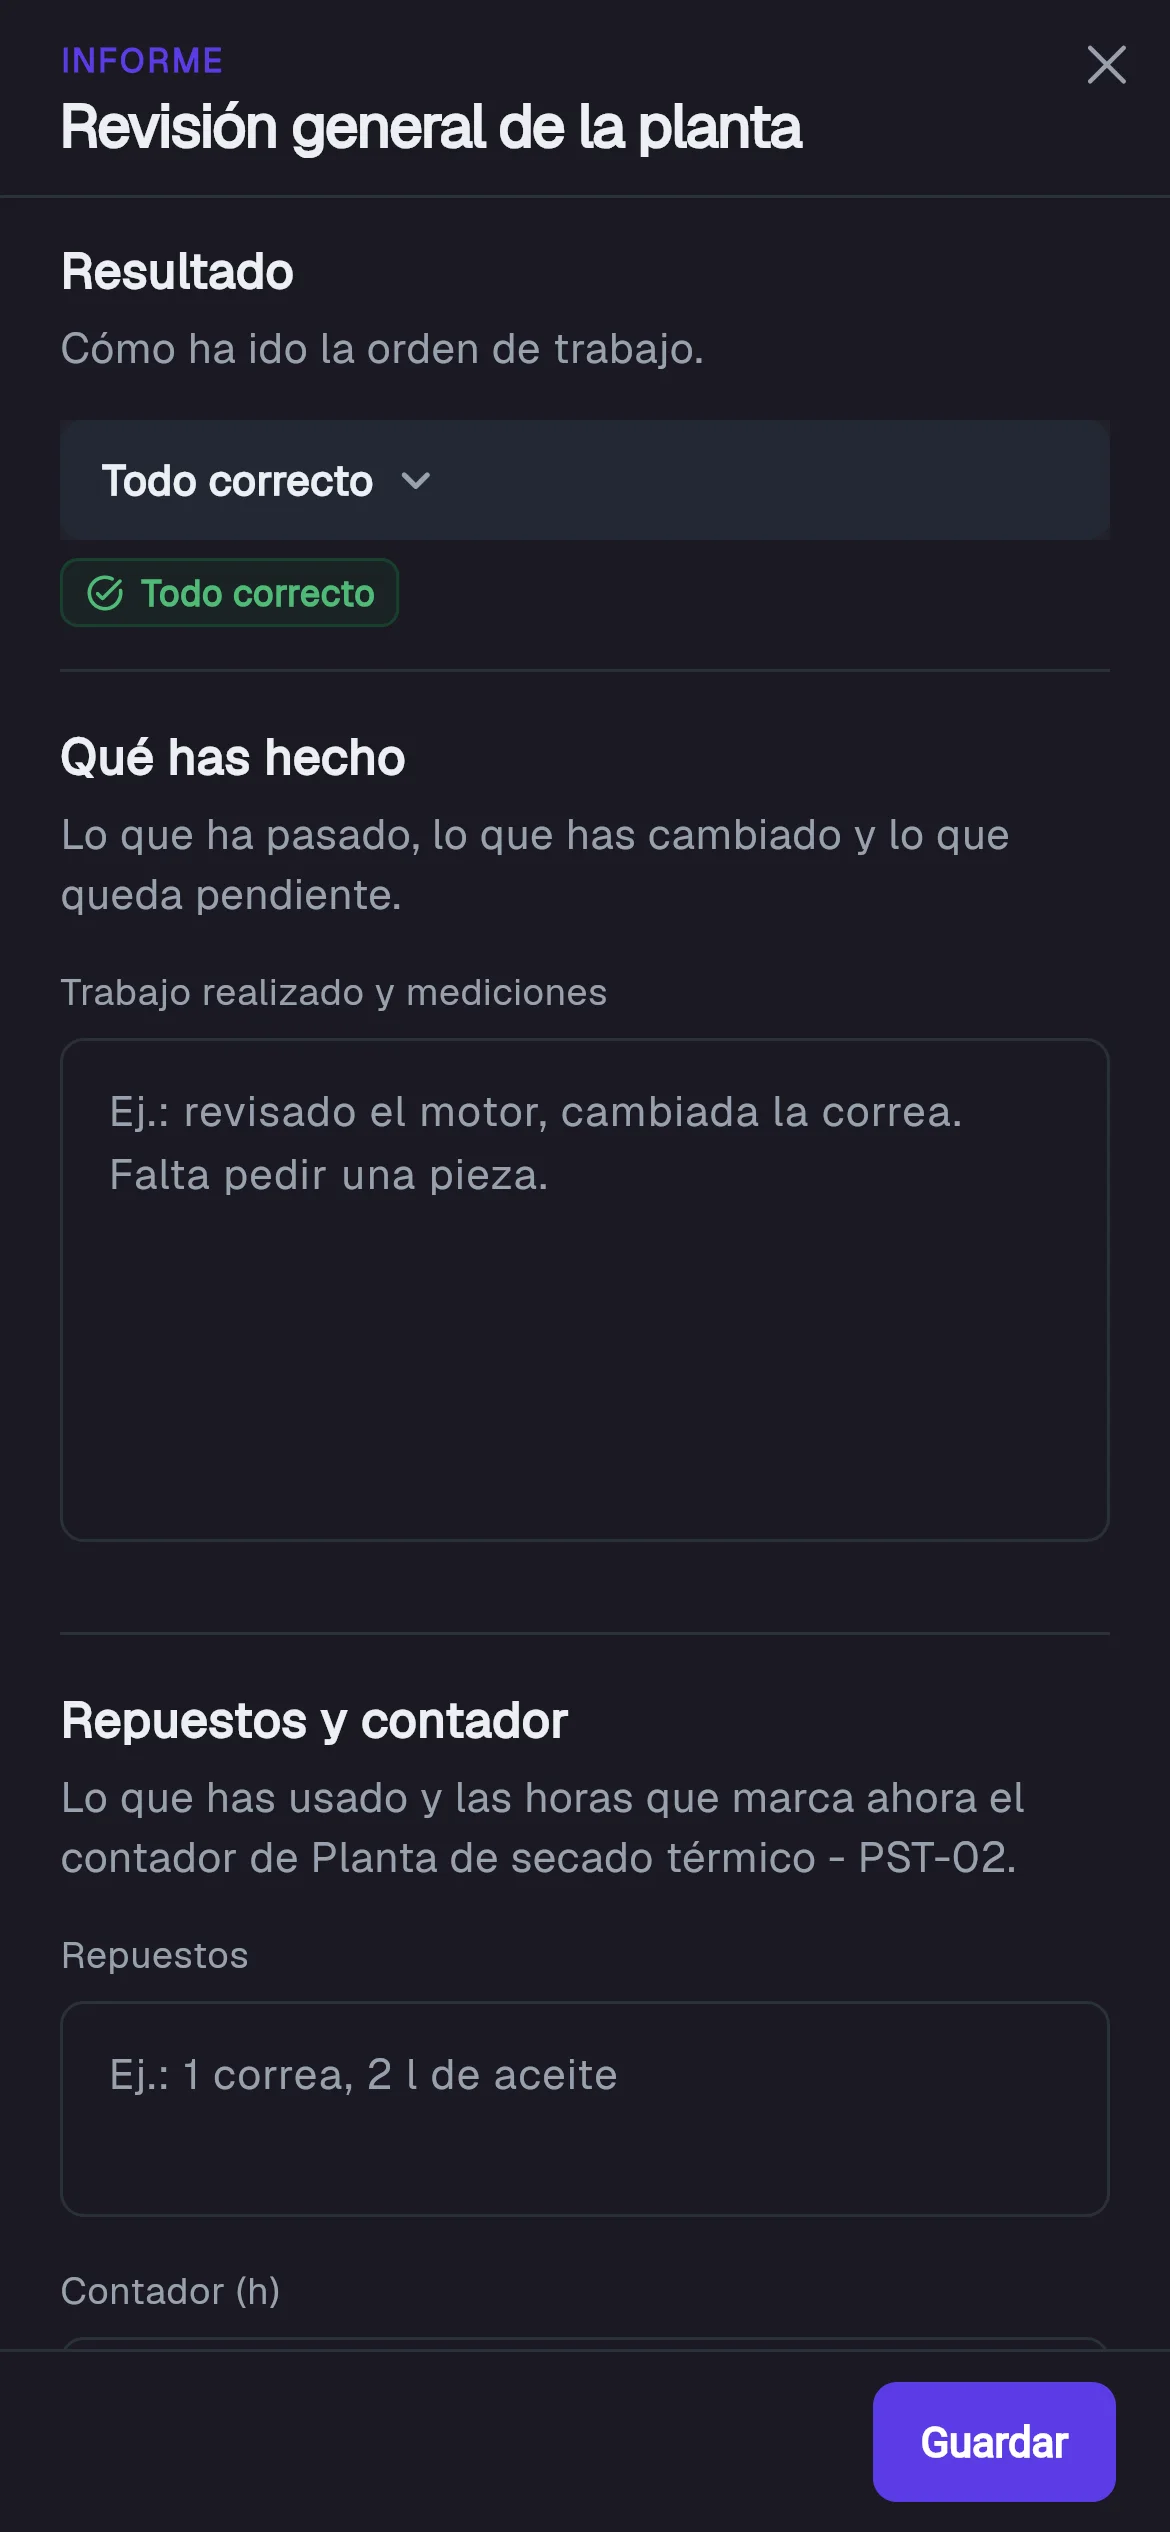 INFORME
Revisión general de la planta
Resultado
Cómo ha ido la orden de trabajo.
Todo correcto
Todo correcto
Qué has hecho
Lo que ha pasado, lo que has cambiado y lo que
queda pendiente.
Trabajo realizado y mediciones
Ej.: revisado el motor, cambiada la correa.
Falta pedir una pieza.
Repuestos y contador
Lo que has usado y las horas que marca ahora el
contador de Planta de secado térmico - PST-02.
Repuestos
Ej.: 1 correa, 2 l de aceite
Contador (h)
Guardar